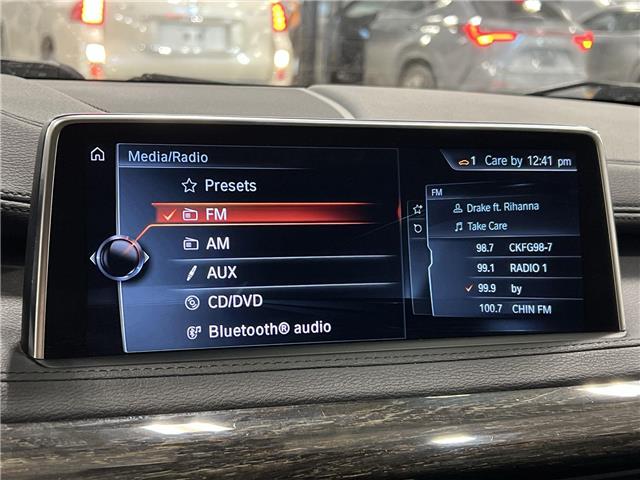 Media/Radio
1 Care by 12:41 pm
Presets
FM
AM
AUX
CD/DVD
Bluetooth® audio
FM
Drake ft. Rihanna
Take Care
98.7 CKFG98-7
99.1 RADIO 1
99.9 by
100.7 CHIN FM